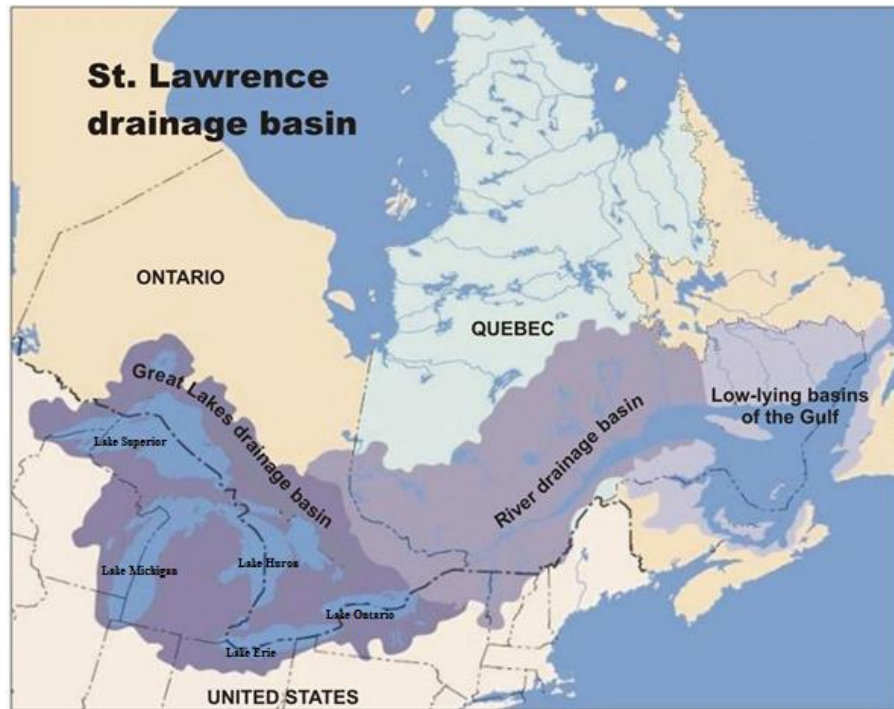 St. Lawrence
drainage basin
ONTARIO
QUEBEC
Great Lakes drainage basin
Low-lying basins
of the Gulf
River drainage basin
Lake Superior
Lake Michigan
Lake Huron
Lake Ontario
Lake Erie
UNITED STATES